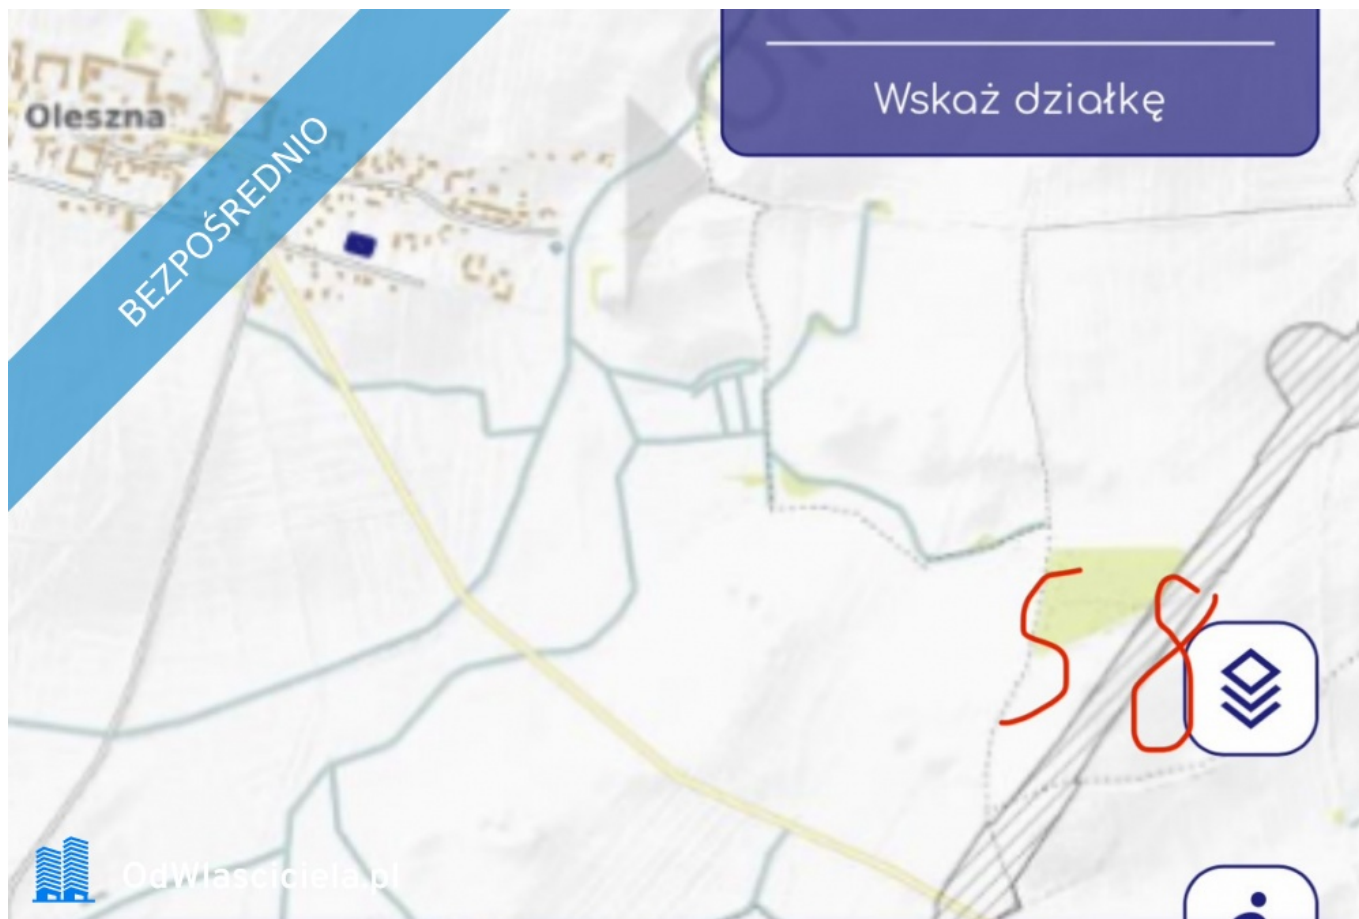 Wskaż działkę
Oleszna
BEZPOŚREDNIO
58
OdWlasciciela.pl